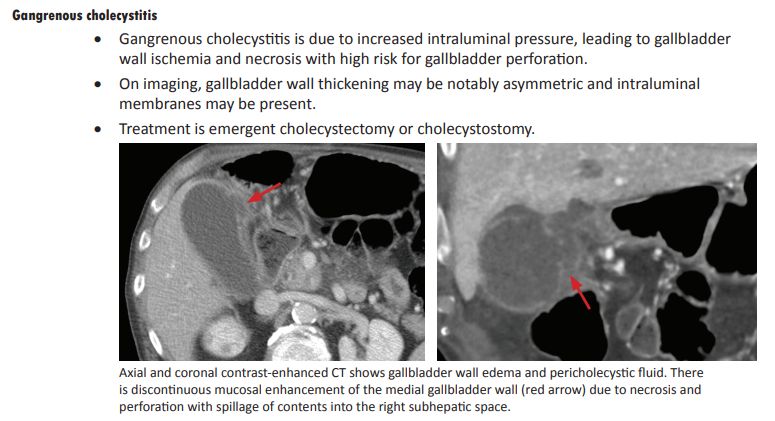 Gangrenous cholecystitis
• Gangrenous cholecystitis is due to increased intraluminal pressure, leading to gallbladder
wall ischemia and necrosis with high risk for gallbladder perforation.
• On imaging, gallbladder wall thickening may be notably asymmetric and intraluminal
membranes may be present.
• Treatment is emergent cholecystectomy or cholecystostomy.
Axial and coronal contrast-enhanced CT shows gallbladder wall edema and pericholecystic fluid. There
is discontinuous mucosal enhancement of the medial gallbladder wall (red arrow) due to necrosis and
perforation with spillage of contents into the right subhepatic space.